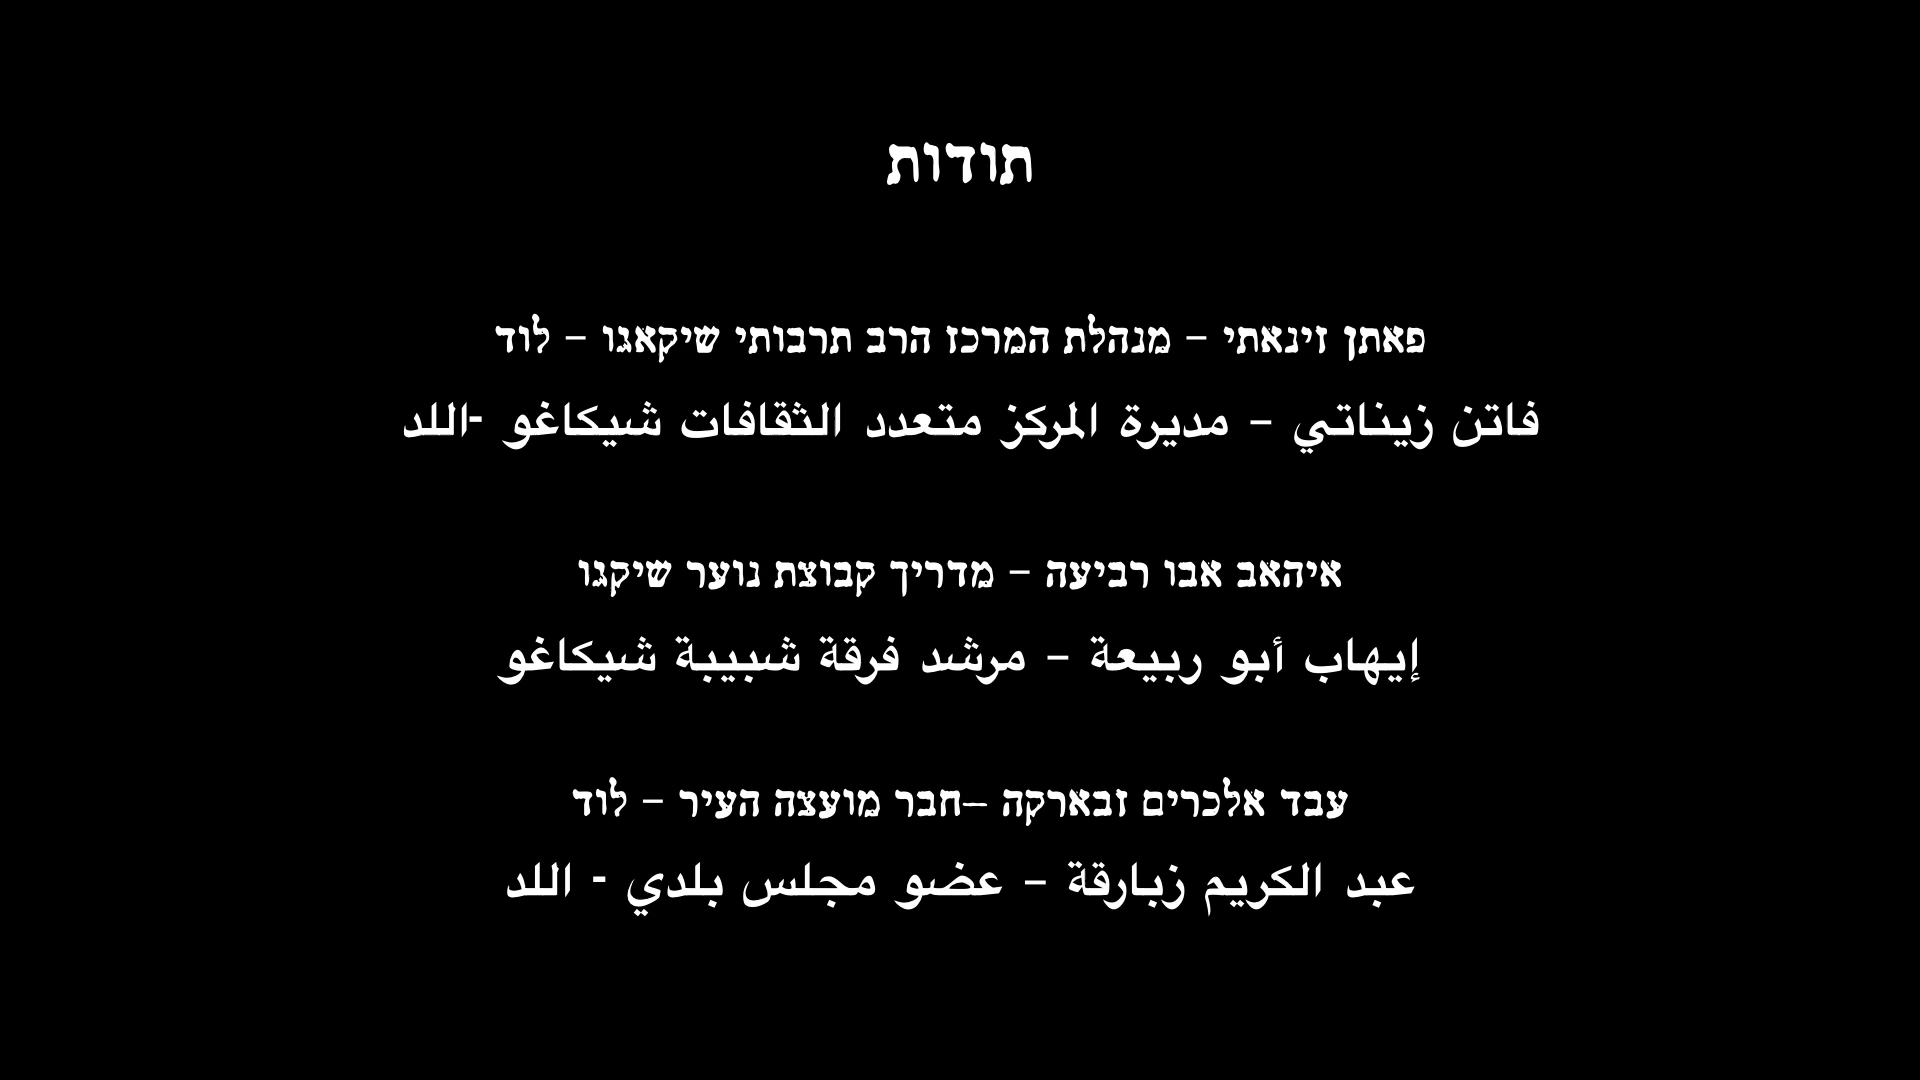 תודות
פאתן זינאתי – מנהלת המרכז הרב תרבותי שיקאגו – לוד
فاتن زيناتي – مديرة المركز متعدد الثقافات شيكاغو -اللد
איהאב אבו רביעה – מדריך קבוצת נוער שיקגו
إيهاب أبو ربيعة – مرشد فرقة شبيبة شيكاغو
עבד אלכרים זבארקה –חבר מועצה העיר – לוד
عبد الكريم زبارقة – عضو مجلس بلدي - اللد